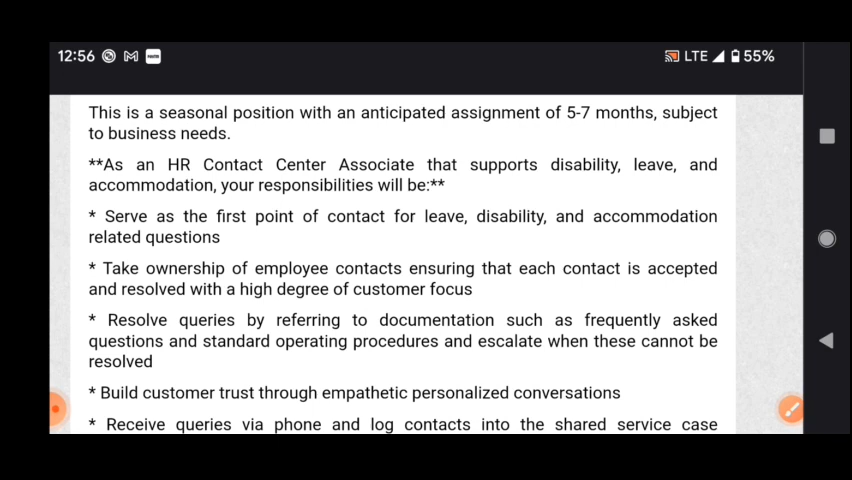 12:56
LTE 55%
This is a seasonal position with an anticipated assignment of 5-7 months, subject
to business needs.
**As an HR Contact Center Associate that supports disability, leave, and
accommodation, your responsibilities will be:**
* Serve as the first point of contact for leave, disability, and accommodation
related questions
* Take ownership of employee contacts ensuring that each contact is accepted
and resolved with a high degree of customer focus
* Resolve queries by referring to documentation such as frequently asked
questions and standard operating procedures and escalate when these cannot be
resolved
* Build customer trust through empathetic personalized conversations
* Receive queries via phone and log contacts into the shared service case